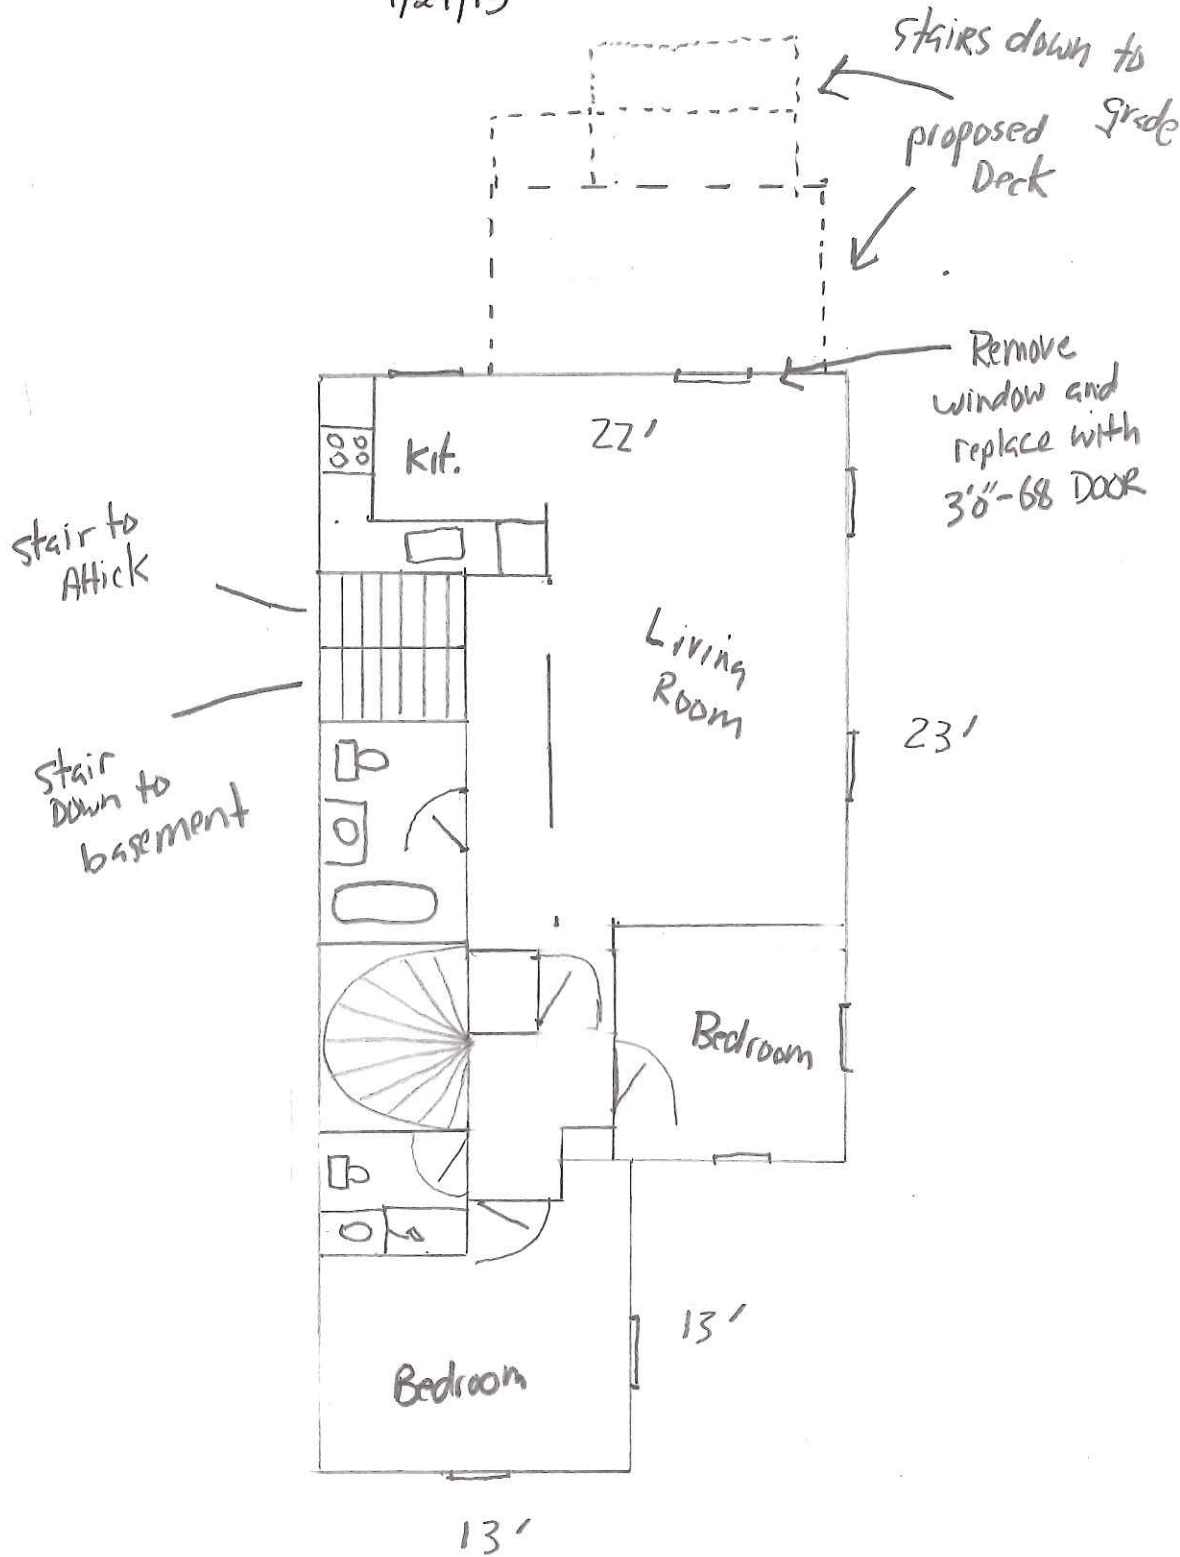 stairs down to
grade
proposed
Deck
Remove
window and
replace with
3'0"-68 DOOR
22'
Kit.
stair to
Attick
Living
Room
23'
stair
Down to
basement
Bedroom
13'
Bedroom
13'